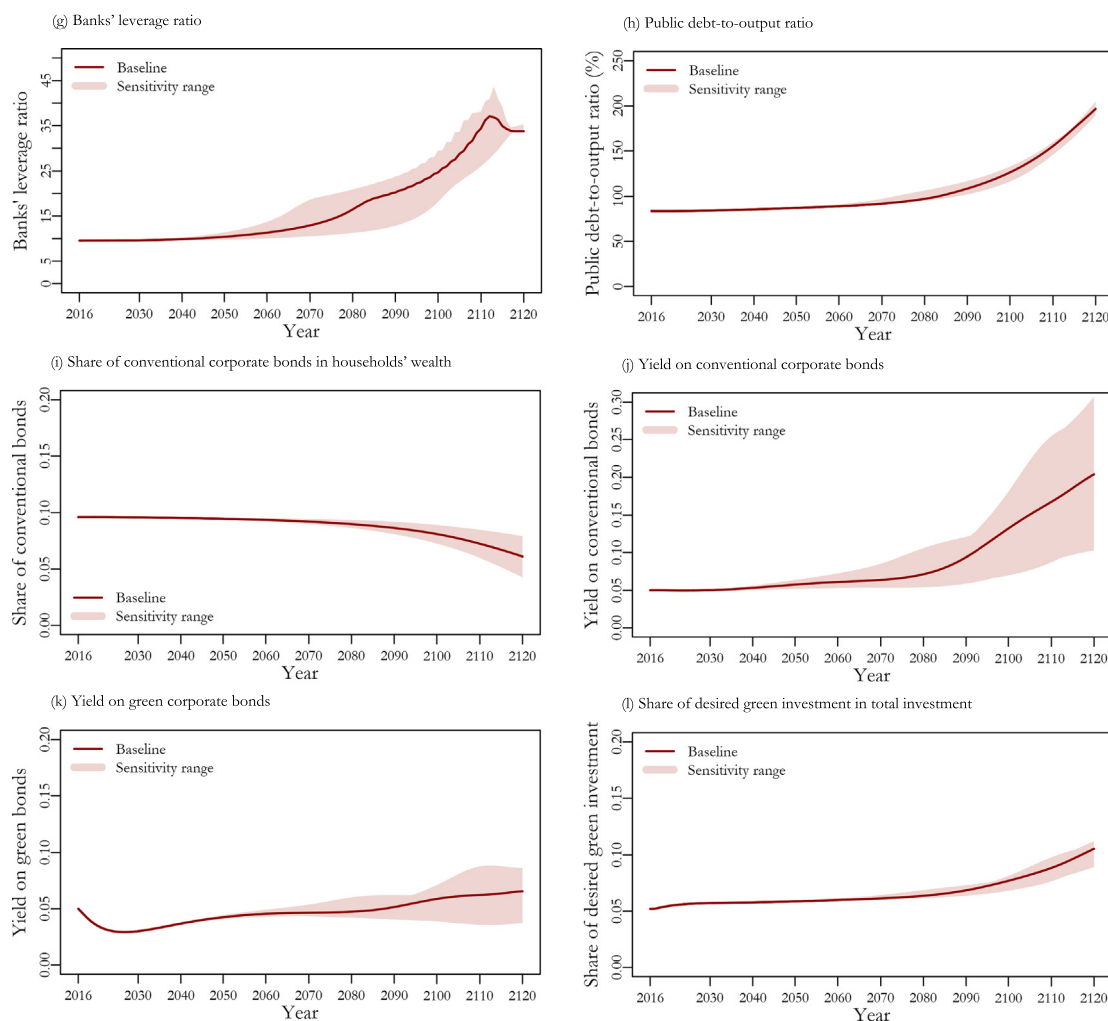 (g) Banks' leverage ratio
Banks' leverage ratio
0 5 15 25 35 45
Baseline
Sensitivity range
2016 2030 2040 2050 2060 2070 2080 2090 2100 2110 2120
Year
(h) Public debt-to-output ratio
Public debt-to-output ratio (%)
0 50 100 150 200 250
Baseline
Sensitivity range
2016 2030 2040 2050 2060 2070 2080 2090 2100 2110 2120
Year
(i) Share of conventional corporate bonds in households' wealth
Share of conventional bonds
0.00 0.05 0.10 0.15 0.20
Baseline
Sensitivity range
2016 2030 2040 2050 2060 2070 2080 2090 2100 2110 2120
Year
(j) Yield on conventional corporate bonds
Yield on conventional bonds
0.00 0.05 0.10 0.15 0.20 0.30
Baseline
Sensitivity range
2016 2030 2040 2050 2060 2070 2080 2090 2100 2110 2120
Year
(k) Yield on green corporate bonds
Yield on green bonds
0.00 0.05 0.10 0.15 0.20
Baseline
Sensitivity range
2016 2030 2040 2050 2060 2070 2080 2090 2100 2110 2120
Year
(l) Share of desired green investment in total investment
Share of desired green investment
0.00 0.05 0.10 0.15 0.20
Baseline
Sensitivity range
2016 2030 2040 2050 2060 2070 2080 2090 2100 2110 2120
Year